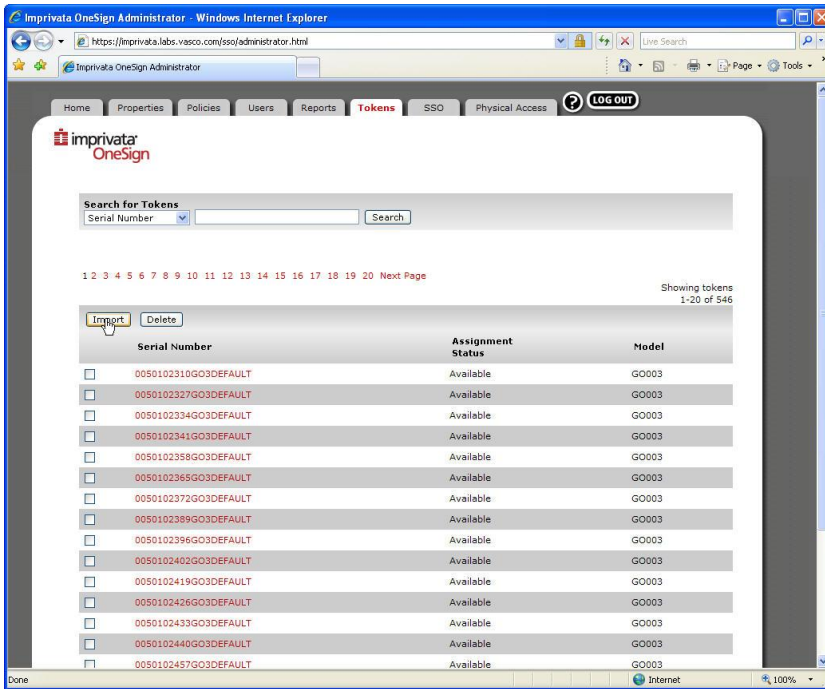 Imprivata OneSign Administrator - Windows Internet Explorer
https://imprivata.labs.vasco.com/sso/administrator.html
Live Search
Imprivata OneSign Administrator
Page
Tools
Home Properties Policies Users Reports Tokens SSO Physical Access ? LOG OUT
imprivata
OneSign
Search for Tokens
Serial Number Search
1 2 3 4 5 6 7 8 9 10 11 12 13 14 15 16 17 18 19 20 Next Page
Showing tokens
1-20 of 546
Import Delete
Serial Number Assignment Status Model
0050102310GO3DEFAULT Available GO003
0050102327GO3DEFAULT Available GO003
0050102334GO3DEFAULT Available GO003
0050102341GO3DEFAULT Available GO003
0050102358GO3DEFAULT Available GO003
0050102365GO3DEFAULT Available GO003
0050102372GO3DEFAULT Available GO003
0050102389GO3DEFAULT Available GO003
0050102396GO3DEFAULT Available GO003
0050102402GO3DEFAULT Available GO003
0050102419GO3DEFAULT Available GO003
0050102426GO3DEFAULT Available GO003
0050102433GO3DEFAULT Available GO003
0050102440GO3DEFAULT Available GO003
0050102457GO3DEFAULT Available GO003
Done Internet 100%